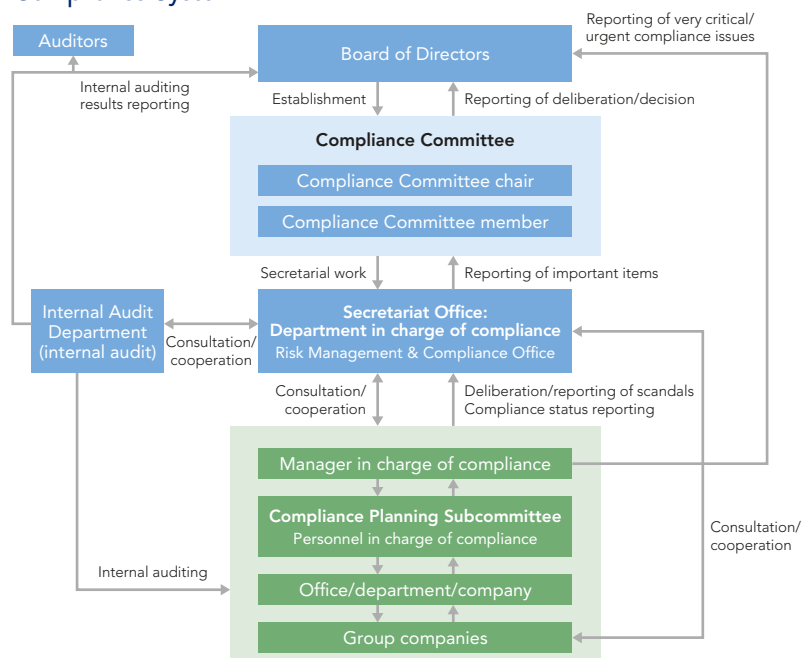 Reporting of very critical/
urgent compliance issues
Auditors
Board of Directors
Internal auditing
results reporting
Establishment
Reporting of deliberation/decision
Compliance Committee
Compliance Committee chair
Compliance Committee member
Secretarial work
Reporting of important items
Internal Audit
Department
(internal audit)
Consultation/
cooperation
Secretariat Office:
Department in charge of compliance
Risk Management & Compliance Office
Consultation/
cooperation
Deliberation/reporting of scandals
Compliance status reporting
Manager in charge of compliance
Compliance Planning Subcommittee
Personnel in charge of compliance
Consultation/
cooperation
Internal auditing
Office/department/company
Group companies